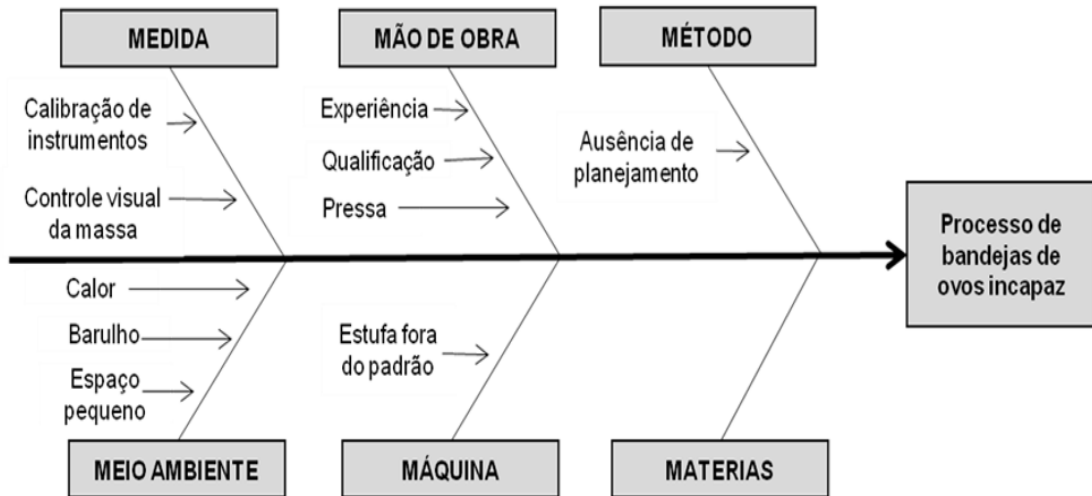 MEDIDA
MÃO DE OBRA
MÉTODO
Calibração de
instrumentos
Controle visual
da massa
Experiência
Qualificação
Pressa
Ausência de
planejamento
Processo de
bandejas de
ovos incapaz
Calor
Barulho
Espaço
pequeno
Estufa fora
do padrão
MEIO AMBIENTE
MÁQUINA
MATERIAS